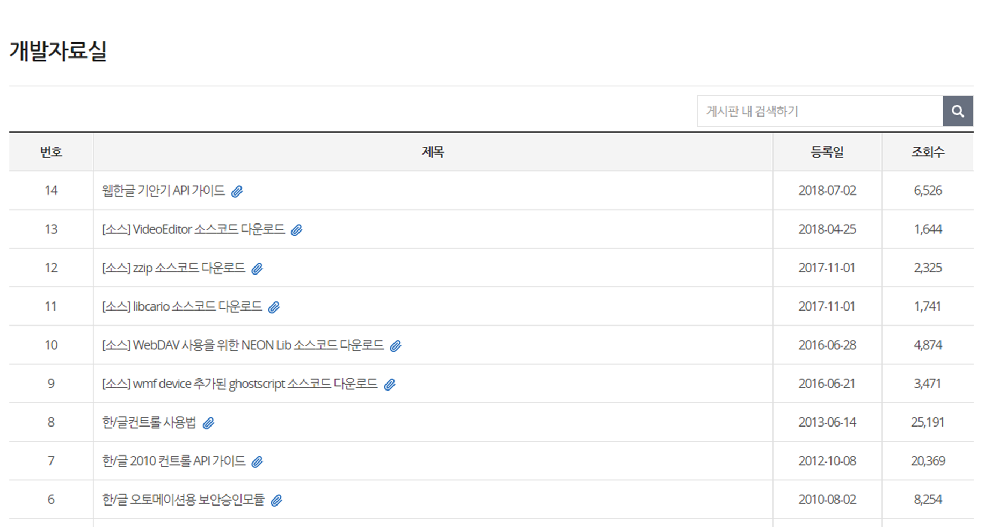 개발자료실
게시판 내 검색하기
번호 제목 등록일 조회수
14 웹한글 기안기 API 가이드 2018-07-02 6,526
13 [소스] VideoEditor 소스코드 다운로드 2018-04-25 1,644
12 [소스] zzip 소스코드 다운로드 2017-11-01 2,325
11 [소스] libcario 소스코드 다운로드 2017-11-01 1,741
10 [소스] WebDAV 사용을 위한 NEON Lib 소스코드 다운로드 2016-06-28 4,874
9 [소스] wmf device 추가된 ghostscript 소스코드 다운로드 2016-06-21 3,471
8 한/글컨트롤 사용법 2013-06-14 25,191
7 한/글 2010 컨트롤 API 가이드 2012-10-08 20,369
6 한/글 오토메이션용 보안승인모듈 2010-08-02 8,254